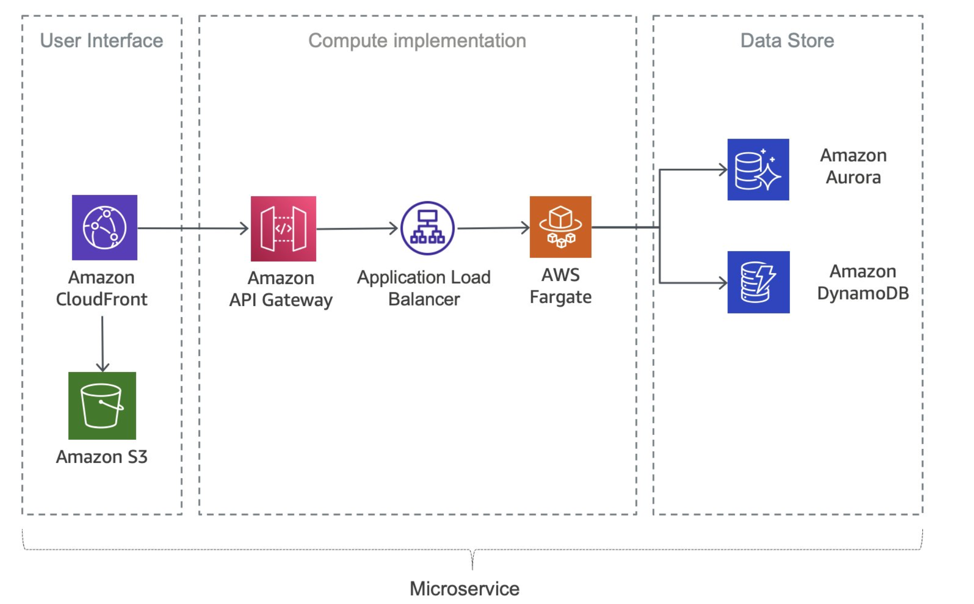 User Interface
Compute implementation
Data Store
Amazon
CloudFront
Amazon S3
Amazon
API Gateway
</>
Application Load
Balancer
AWS
Fargate
Amazon
Aurora
Amazon
DynamoDB
Microservice